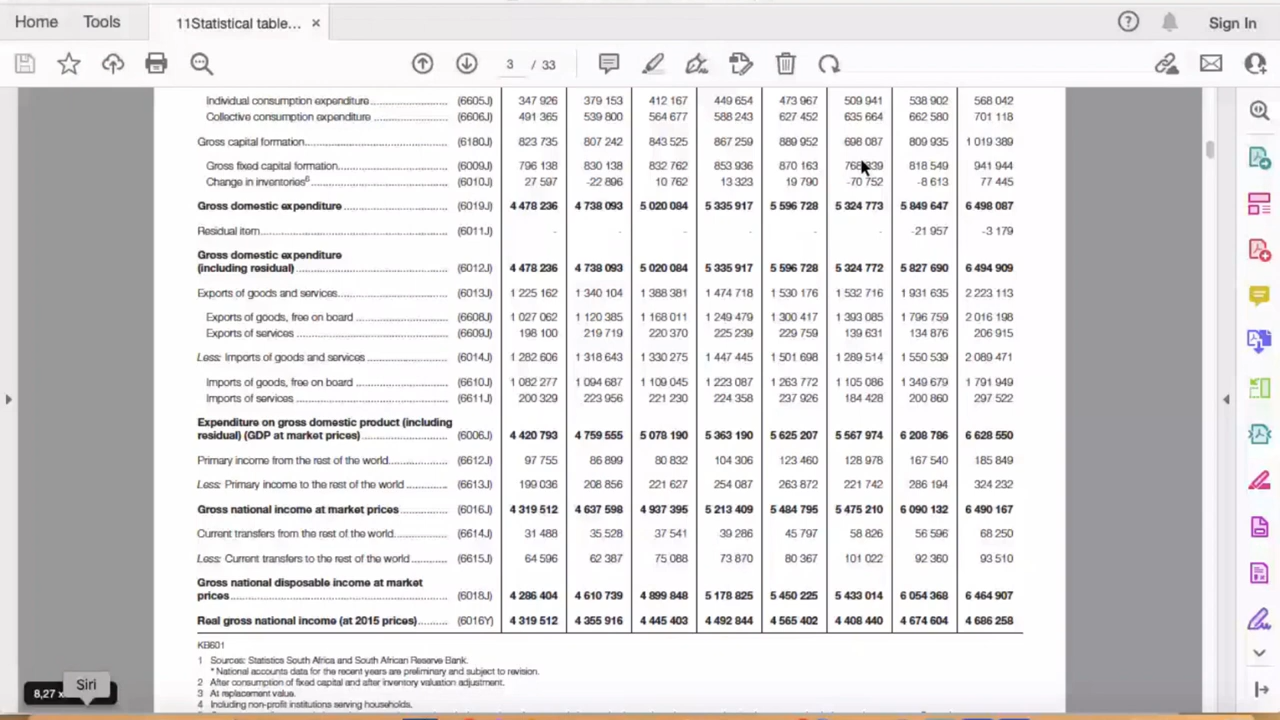 Home Tools 11Statistical table... × Sign In
3 / 33
Individual consumption expenditure (6605J) 347 926 379 153 412 167 449 654 473 967 509 941 538 902 568 042
Collective consumption expenditure (6606J) 491 365 539 800 564 677 588 243 627 452 635 664 662 580 701 118
Gross capital formation (6180J) 823 735 807 242 843 525 867 259 889 952 698 087 809 935 1 019 389
Gross fixed capital formation (6009J) 796 138 830 138 832 762 853 936 870 163 818 549 941 944
Change in inventories⁶ (6010J) 27 597 -22 896 10 762 13 323 19 790 -70 752 -8 613 77 445
Gross domestic expenditure (6019J) 4 478 236 4 738 093 5 020 084 5 335 917 5 596 728 5 324 773 5 849 647 6 498 087
Residual item (6011J) - - - - - - -21 957 -3 179
Gross domestic expenditure
(including residual) (6012J) 4 478 236 4 738 093 5 020 084 5 335 917 5 596 728 5 324 772 5 827 690 6 494 909
Exports of goods and services (6013J) 1 225 162 1 340 104 1 388 381 1 474 718 1 530 176 1 532 716 1 931 635 2 223 113
Exports of goods, free on board (6608J) 1 027 062 1 120 385 1 168 011 1 249 479 1 300 417 1 393 085 1 796 759 2 016 198
Exports of services (6609J) 198 100 219 719 220 370 225 239 229 759 139 631 134 876 206 915
Less: Imports of goods and services (6014J) 1 282 606 1 318 643 1 330 275 1 447 445 1 501 698 1 289 514 1 550 539 2 089 471
Imports of goods, free on board (6610J) 1 082 277 1 094 687 1 109 045 1 223 087 1 263 772 1 105 086 1 349 679 1 791 949
Imports of services (6611J) 200 329 223 956 221 230 224 358 237 926 184 428 200 860 297 522
Expenditure on gross domestic product (including
residual) (GDP at market prices) (6006J) 4 420 793 4 759 555 5 078 190 5 363 190 5 625 207 5 567 974 6 208 786 6 628 550
Primary income from the rest of the world (6612J) 97 755 86 899 80 832 104 306 123 460 128 978 167 540 185 849
Less: Primary income to the rest of the world (6613J) 199 036 208 856 221 627 254 087 263 872 221 742 286 194 324 232
Gross national income at market prices (6016J) 4 319 512 4 637 598 4 937 395 5 213 409 5 484 795 5 475 210 6 090 132 6 490 167
Current transfers from the rest of the world (6614J) 31 488 35 528 37 541 39 286 45 797 58 826 56 596 68 250
Less: Current transfers to the rest of the world (6615J) 64 596 62 387 75 088 73 870 80 367 101 022 92 360 93 510
Gross national disposable income at market
prices (6018J) 4 286 404 4 610 739 4 899 848 5 178 825 5 450 225 5 433 014 6 054 368 6 464 907
Real gross national income (at 2015 prices) (6016Y) 4 319 512 4 355 916 4 445 403 4 492 844 4 565 402 4 408 440 4 674 604 4 686 258
KB601
1 Sources: Statistics South Africa and South African Reserve Bank.
* National accounts data for the recent years are preliminary and subject to revision.
2 After consumption of fixed capital and after inventory valuation adjustment.
3 At replacement value.
4 Including non-profit institutions serving households.
8,27 x
Siri